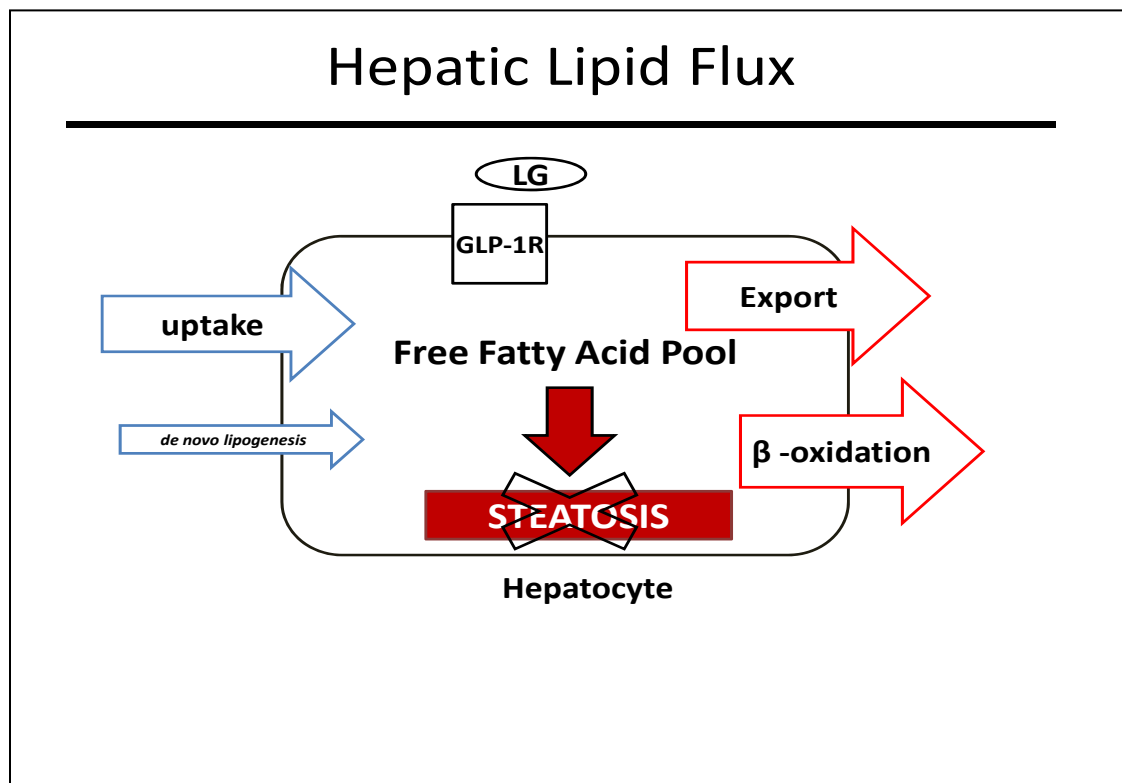 Hepatic Lipid Flux
LG
GLP-1R
uptake
Export
Free Fatty Acid Pool
de novo lipogenesis
β -oxidation
STEATOSIS
Hepatocyte